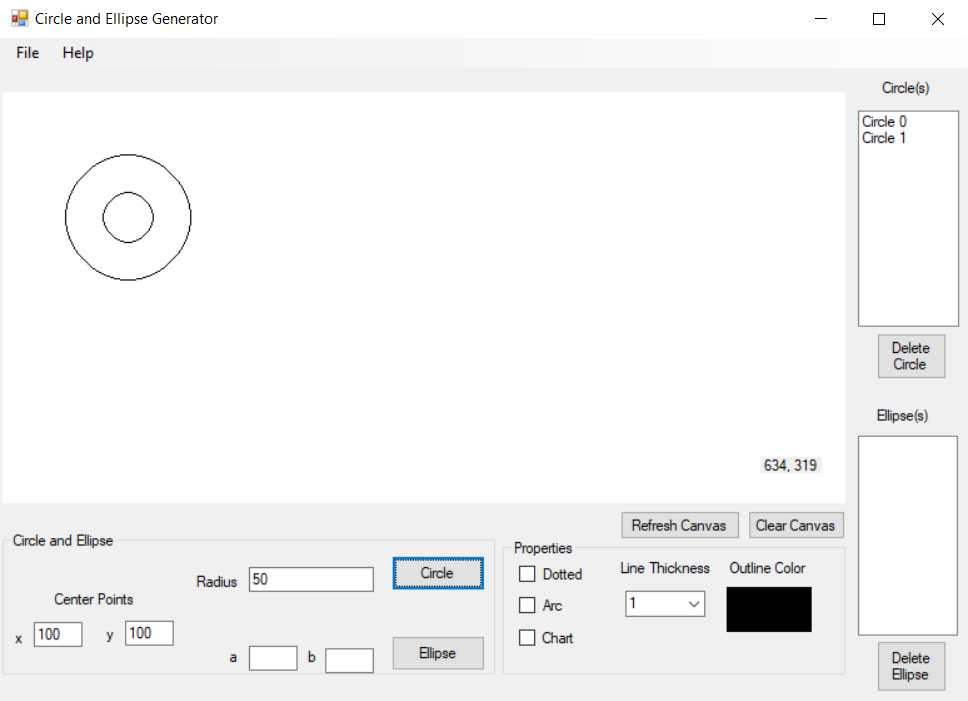 Circle and Ellipse Generator
File Help
Circle(s)
Circle 0
Circle 1
Delete
Circle
Ellipse(s)
634, 319
Refresh Canvas Clear Canvas
Circle and Ellipse
Radius 50 Circle
Center Points
x 100 y 100
a b Ellipse
Properties
Dotted Line Thickness Outline Color
Arc 1
Chart
Delete
Ellipse